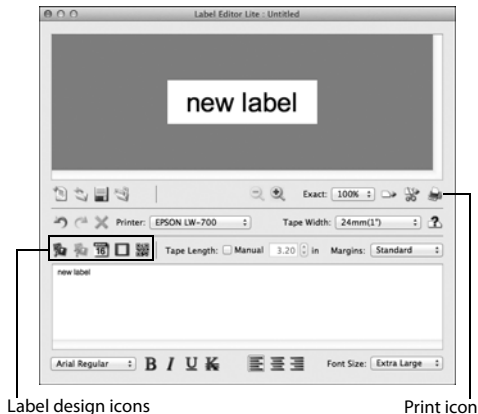 Label Editor Lite : Untitled
new label
Exact: 100%
Printer: EPSON LW-700 Tape Width: 24mm(1") ?
16 Tape Length: Manual 3.20 in Margins: Standard
new label
Arial Regular B I U K Font Size: Extra Large
Label design icons Print icon